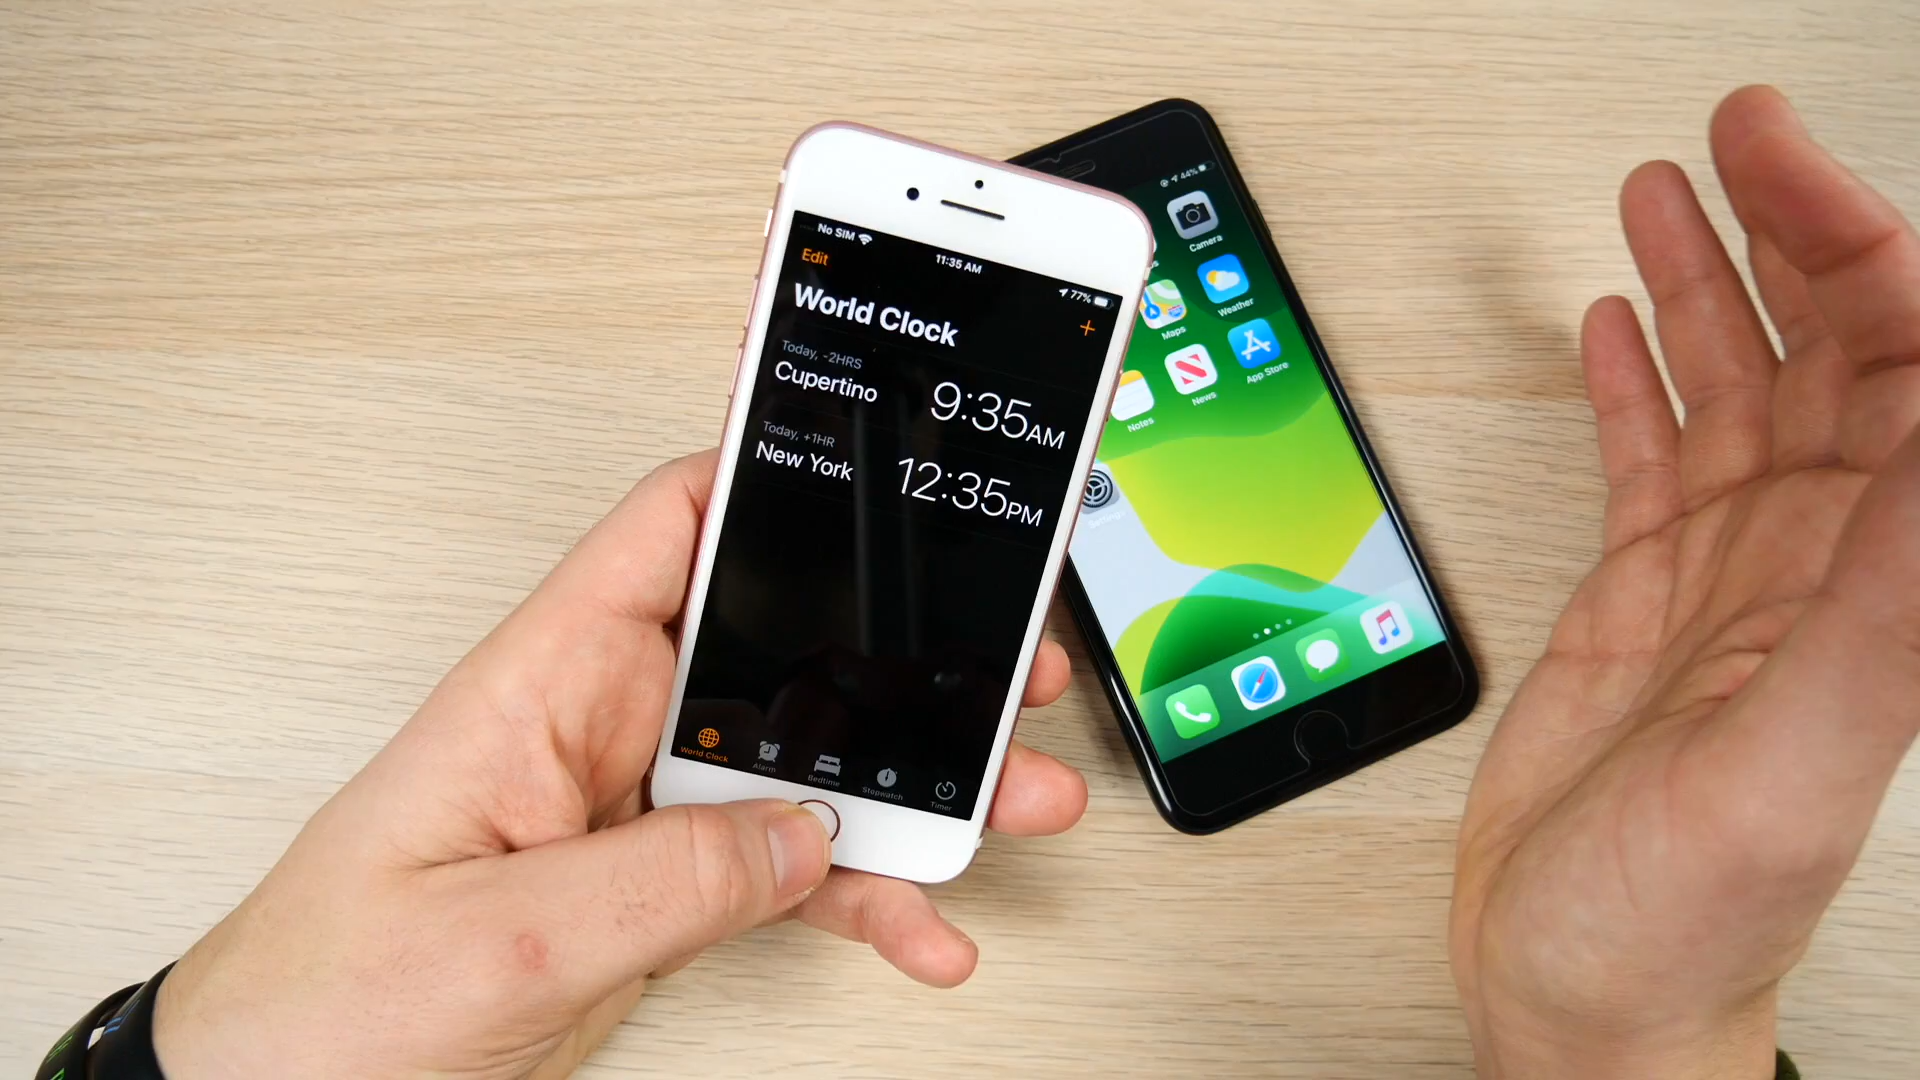 No SIM
11:35 AM
77%
Edit
+
World Clock
Today, -2HRS
Cupertino
9:35AM
Today, +1HR
New York
12:35PM
World Clock
Alarm
Bedtime
Stopwatch
Timer
44%
Camera
Maps
Weather
Notes
News
App Store
Settings